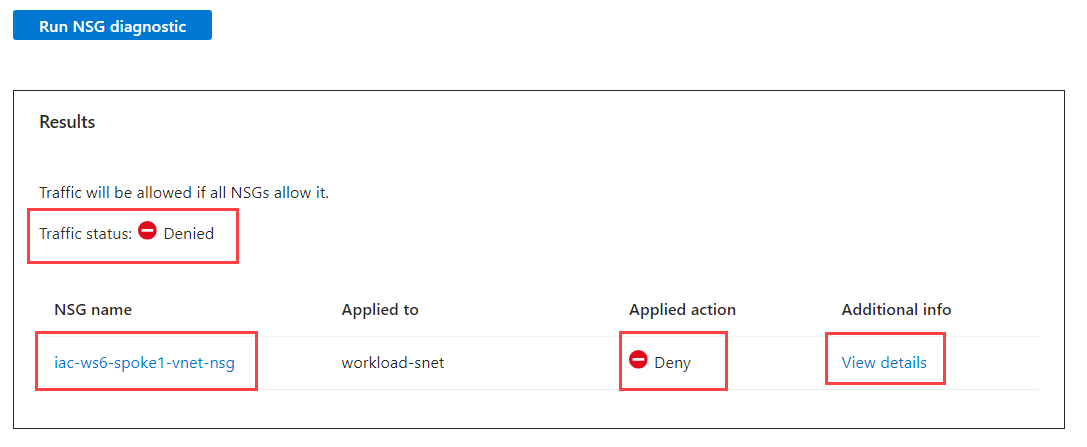 Run NSG diagnostic
Results
Traffic will be allowed if all NSGs allow it.
Traffic status: Denied
NSG name Applied to Applied action Additional info
iac-ws6-spoke1-vnet-nsg workload-snet Deny View details